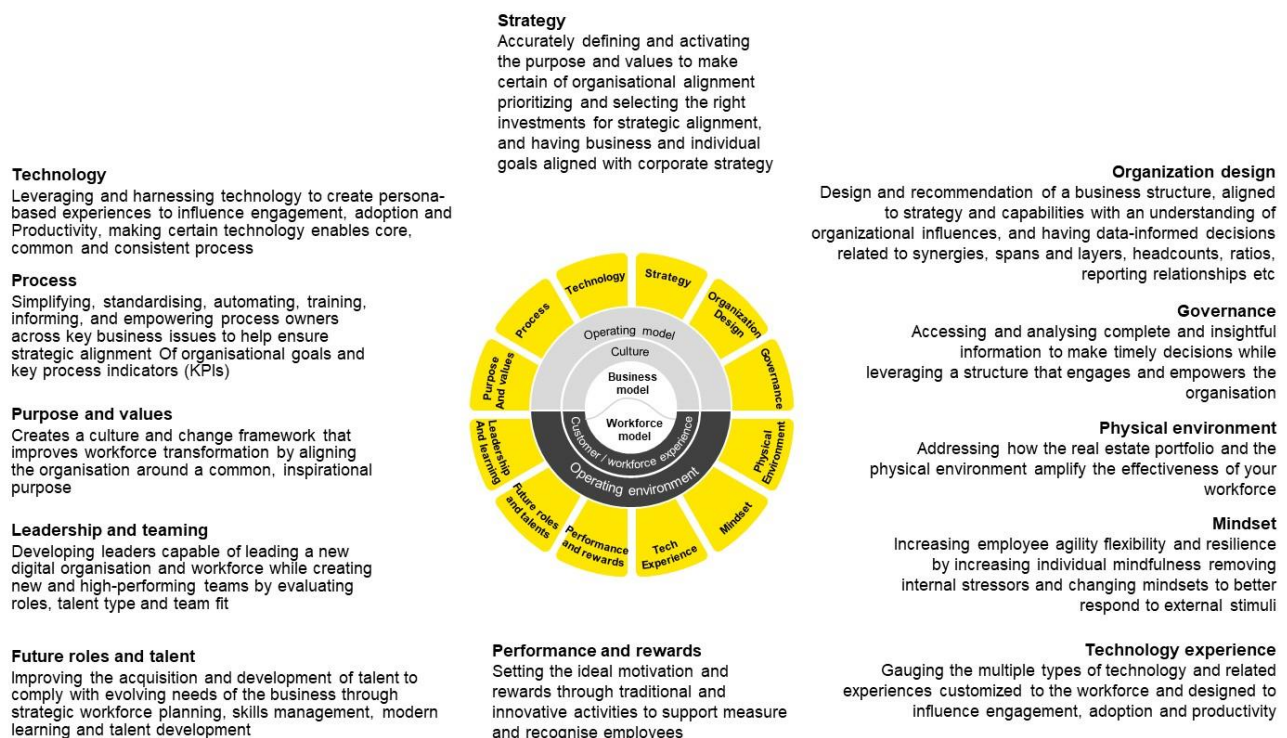 Strategy
Accurately defining and activating
the purpose and values to make
certain of organisational alignment
prioritizing and selecting the right
investments for strategic alignment,
and having business and individual
goals aligned with corporate strategy
Technology
Leveraging and harnessing technology to create persona-
based experiences to influence engagement, adoption and
Productivity, making certain technology enables core,
common and consistent process
Process
Simplifying, standardising, automating, training,
informing, and empowering process owners
across key business issues to help ensure
strategic alignment Of organisational goals and
key process indicators (KPIs)
Purpose and values
Creates a culture and change framework that
improves workforce transformation by aligning
the organisation around a common, inspirational
purpose
Leadership and teaming
Developing leaders capable of leading a new
digital organisation and workforce while creating
new and high-performing teams by evaluating
roles, talent type and team fit
Future roles and talent
Improving the acquisition and development of talent to
comply with evolving needs of the business through
strategic workforce planning, skills management, modern
learning and talent development
Technology
Strategy
Organization
Design
Governance
Physical
Environment
Mindset
Tech
Experience
Performance
and rewards
Future roles
and talents
Leadership
And learning
Purpose
And values
Process
Operating model
Culture
Business
model
Workforce
model
Customer / workforce experience
Operating environment
Performance and rewards
Setting the ideal motivation and
rewards through traditional and
innovative activities to support measure
and recognise employees
Organization design
Design and recommendation of a business structure, aligned
to strategy and capabilities with an understanding of
organizational influences, and having data-informed decisions
related to synergies, spans and layers, headcounts, ratios,
reporting relationships etc
Governance
Accessing and analysing complete and insightful
information to make timely decisions while
leveraging a structure that engages and empowers the
organisation
Physical environment
Addressing how the real estate portfolio and the
physical environment amplify the effectiveness of your
workforce
Mindset
Increasing employee agility flexibility and resilience
by increasing individual mindfulness removing
internal stressors and changing mindsets to better
respond to external stimuli
Technology experience
Gauging the multiple types of technology and related
experiences customized to the workforce and designed to
influence engagement, adoption and productivity